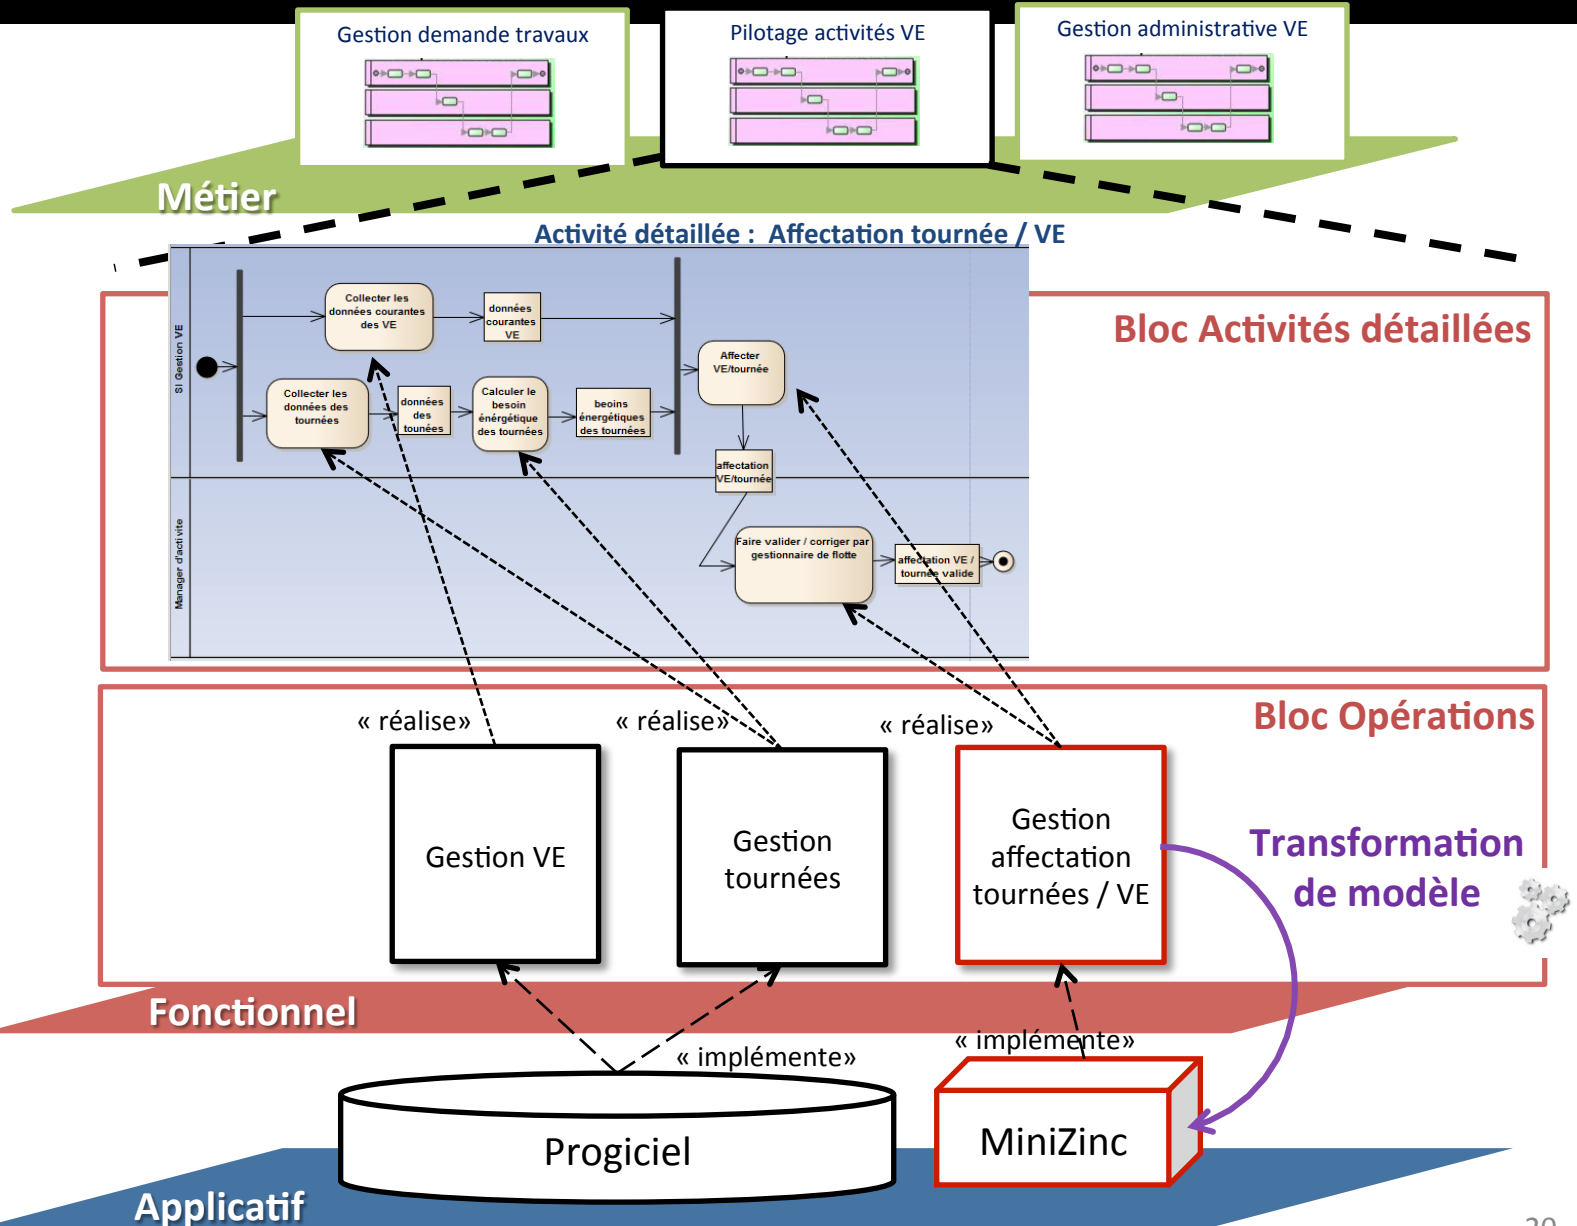 Gestion demande travaux
Pilotage activités VE
Gestion administrative VE
Métier
Activité détaillée :  Affectation tournée / VE
Bloc Activités détaillées
SI Gestion VE
Collecter les
données courantes
des VE
données
courantes
VE
Collecter les
données des
tournées
données
des
tounées
Calculer le
besoin
énérgétique
des tournées
beoins
énergétiques
des tournées
Affecter
VE/tournée
affectation
VE/tournée
Manager d'acti vite
Faire valider / corriger par
gestionnaire de flotte
affectation VE /
tournée valide
Bloc Opérations
« réalise»
« réalise»
« réalise»
Gestion VE
Gestion
tournées
Gestion
affectation
tournées / VE
Transformation
de modèle
Fonctionnel
« implémente»
« implémente»
Progiciel
MiniZinc
Applicatif
20